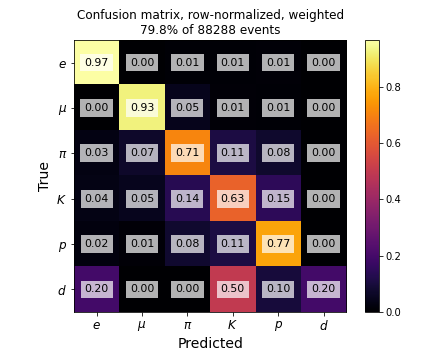 Confusion matrix, row-normalized, weighted
79.8% of 88288 events
e 0.97 0.00 0.01 0.01 0.01 0.00
μ 0.00 0.93 0.05 0.01 0.01 0.00
π 0.03 0.07 0.71 0.11 0.08 0.00
K 0.04 0.05 0.14 0.63 0.15 0.00
p 0.02 0.01 0.08 0.11 0.77 0.00
d 0.20 0.00 0.00 0.50 0.10 0.20
e μ π K p d
Predicted
True
0.8
0.6
0.4
0.2
0.0